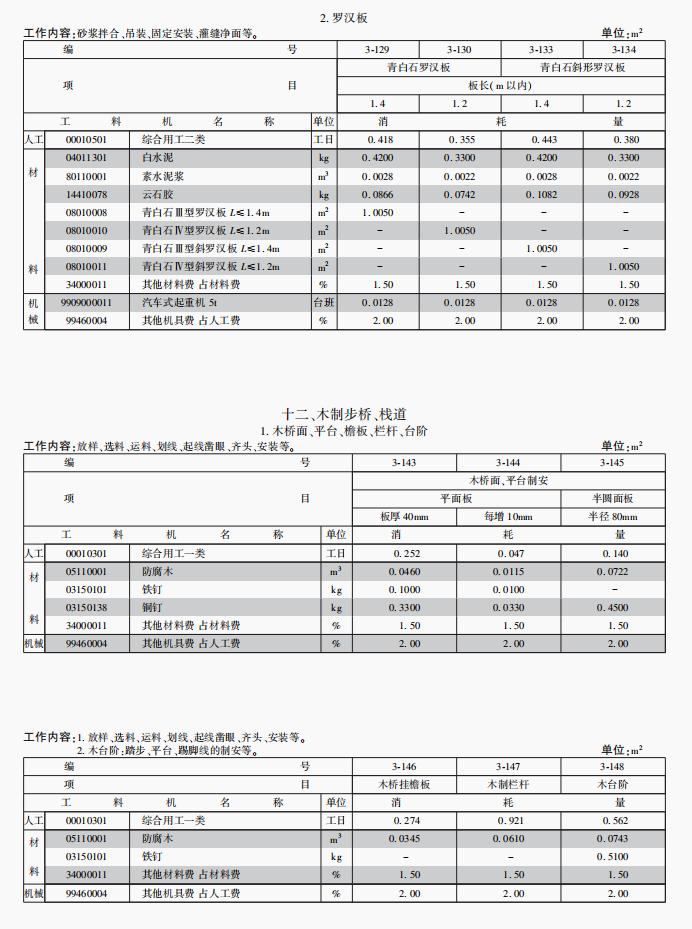 2. 罗汉板
工作内容:砂浆拌合、吊装、固定安装、灌缝净面等。 单位:m²
编 号 3-129 3-130 3-133 3-134
项 目 青白石罗汉板 青白石斜形罗汉板
板长(m以内)
1.4 1.2 1.4 1.2
工 料 机 名 称 单位 消 耗 量
人工 00010501 综合用工二类 工日 0.418 0.355 0.443 0.380
材 04011301 白水泥 kg 0.4200 0.3300 0.4200 0.3300
80110001 素水泥浆 m³ 0.0028 0.0022 0.0028 0.0022
14410078 云石胶 kg 0.0866 0.0742 0.1082 0.0928
08010008 青白石Ⅲ型罗汉板 L≤1.4m m² 1.0050 – – –
08010010 青白石Ⅳ型罗汉板 L≤1.2m m² – 1.0050 – –
08010009 青白石Ⅲ型斜罗汉板 L≤1.4m m² – – 1.0050 –
料 08010011 青白石Ⅳ型斜罗汉板 L≤1.2m m² – – – 1.0050
34000011 其他材料费 占材料费 % 1.50 1.50 1.50 1.50
机 9909000011 汽车式起重机 5t 台班 0.0128 0.0128 0.0128 0.0128
械 99460004 其他机具费 占人工费 % 2.00 2.00 2.00 2.00
十二、木制步桥、栈道
1. 木桥面、平台、檐板、栏杆、台阶
工作内容:放样、选料、运料、划线、起线凿眼、齐头、安装等。 单位:m²
编 号 3-143 3-144 3-145
项 目 木桥面、平台制安
平面板 半圆面板
板厚 40mm 每增 10mm 半径 80mm
工 料 机 名 称 单位 消 耗 量
人工 00010301 综合用工一类 工日 0.252 0.047 0.140
材 05110001 防腐木 m³ 0.0460 0.0115 0.0722
03150101 铁钉 kg 0.1000 0.0100 –
料 03150138 铜钉 kg 0.3300 0.0330 0.4500
34000011 其他材料费 占材料费 % 1.50 1.50 1.50
机械 99460004 其他机具费 占人工费 % 2.00 2.00 2.00
工作内容:1. 放样、选料、运料、划线、起线凿眼、齐头、安装等。
2. 木台阶:踏步、平台、踢脚线的制安等。 单位:m²
编 号 3-146 3-147 3-148
项 目 木桥挂檐板 木制栏杆 木台阶
工 料 机 名 称 单位 消 耗 量
人工 00010301 综合用工一类 工日 0.274 0.921 0.562
材 05110001 防腐木 m³ 0.0345 0.0610 0.0743
03150101 铁钉 kg – – 0.5100
料 34000011 其他材料费 占材料费 % 1.50 1.50 1.50
机械 99460004 其他机具费 占人工费 % 2.00 2.00 2.00